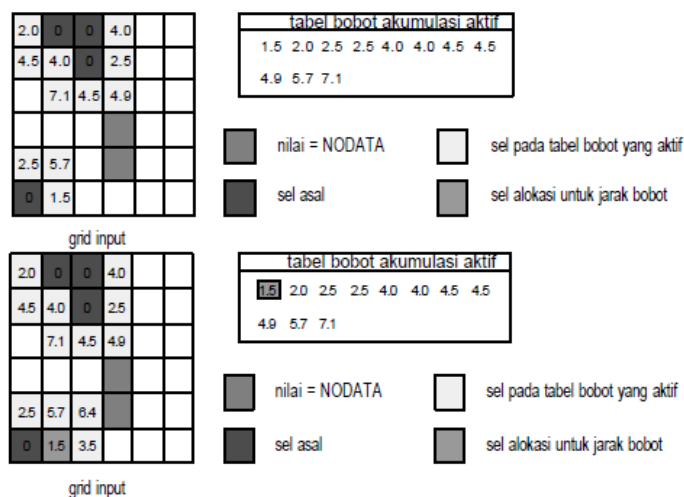 2.0 0 0 4.0
4.5 4.0 0 2.5
7.1 4.5 4.9
2.5 5.7
0 1.5
grid input
tabel bobot akumulasi aktif
1.5 2.0 2.5 2.5 4.0 4.0 4.5 4.5
4.9 5.7 7.1
nilai = NODATA
sel pada tabel bobot yang aktif
sel asal
sel alokasi untuk jarak bobot
2.0 0 0 4.0
4.5 4.0 0 2.5
7.1 4.5 4.9
2.5 5.7 6.4
0 1.5 3.5
grid input
tabel bobot akumulasi aktif
1.5 2.0 2.5 2.5 4.0 4.0 4.5 4.5
4.9 5.7 7.1
nilai = NODATA
sel pada tabel bobot yang aktif
sel asal
sel alokasi untuk jarak bobot